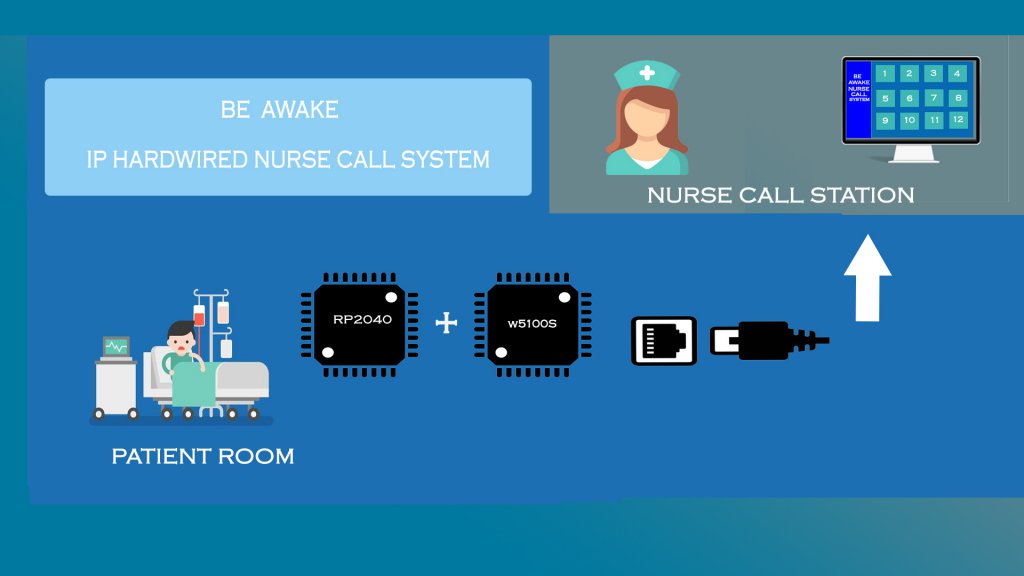 BE AWAKE
IP HARDWIRED NURSE CALL SYSTEM
BE
AWAKE
NURSE
CALL
SYSTEM
1 2 3 4
5 6 7 8
9 10 11 12
NURSE CALL STATION
RP2040
+
W5100S
PATIENT ROOM